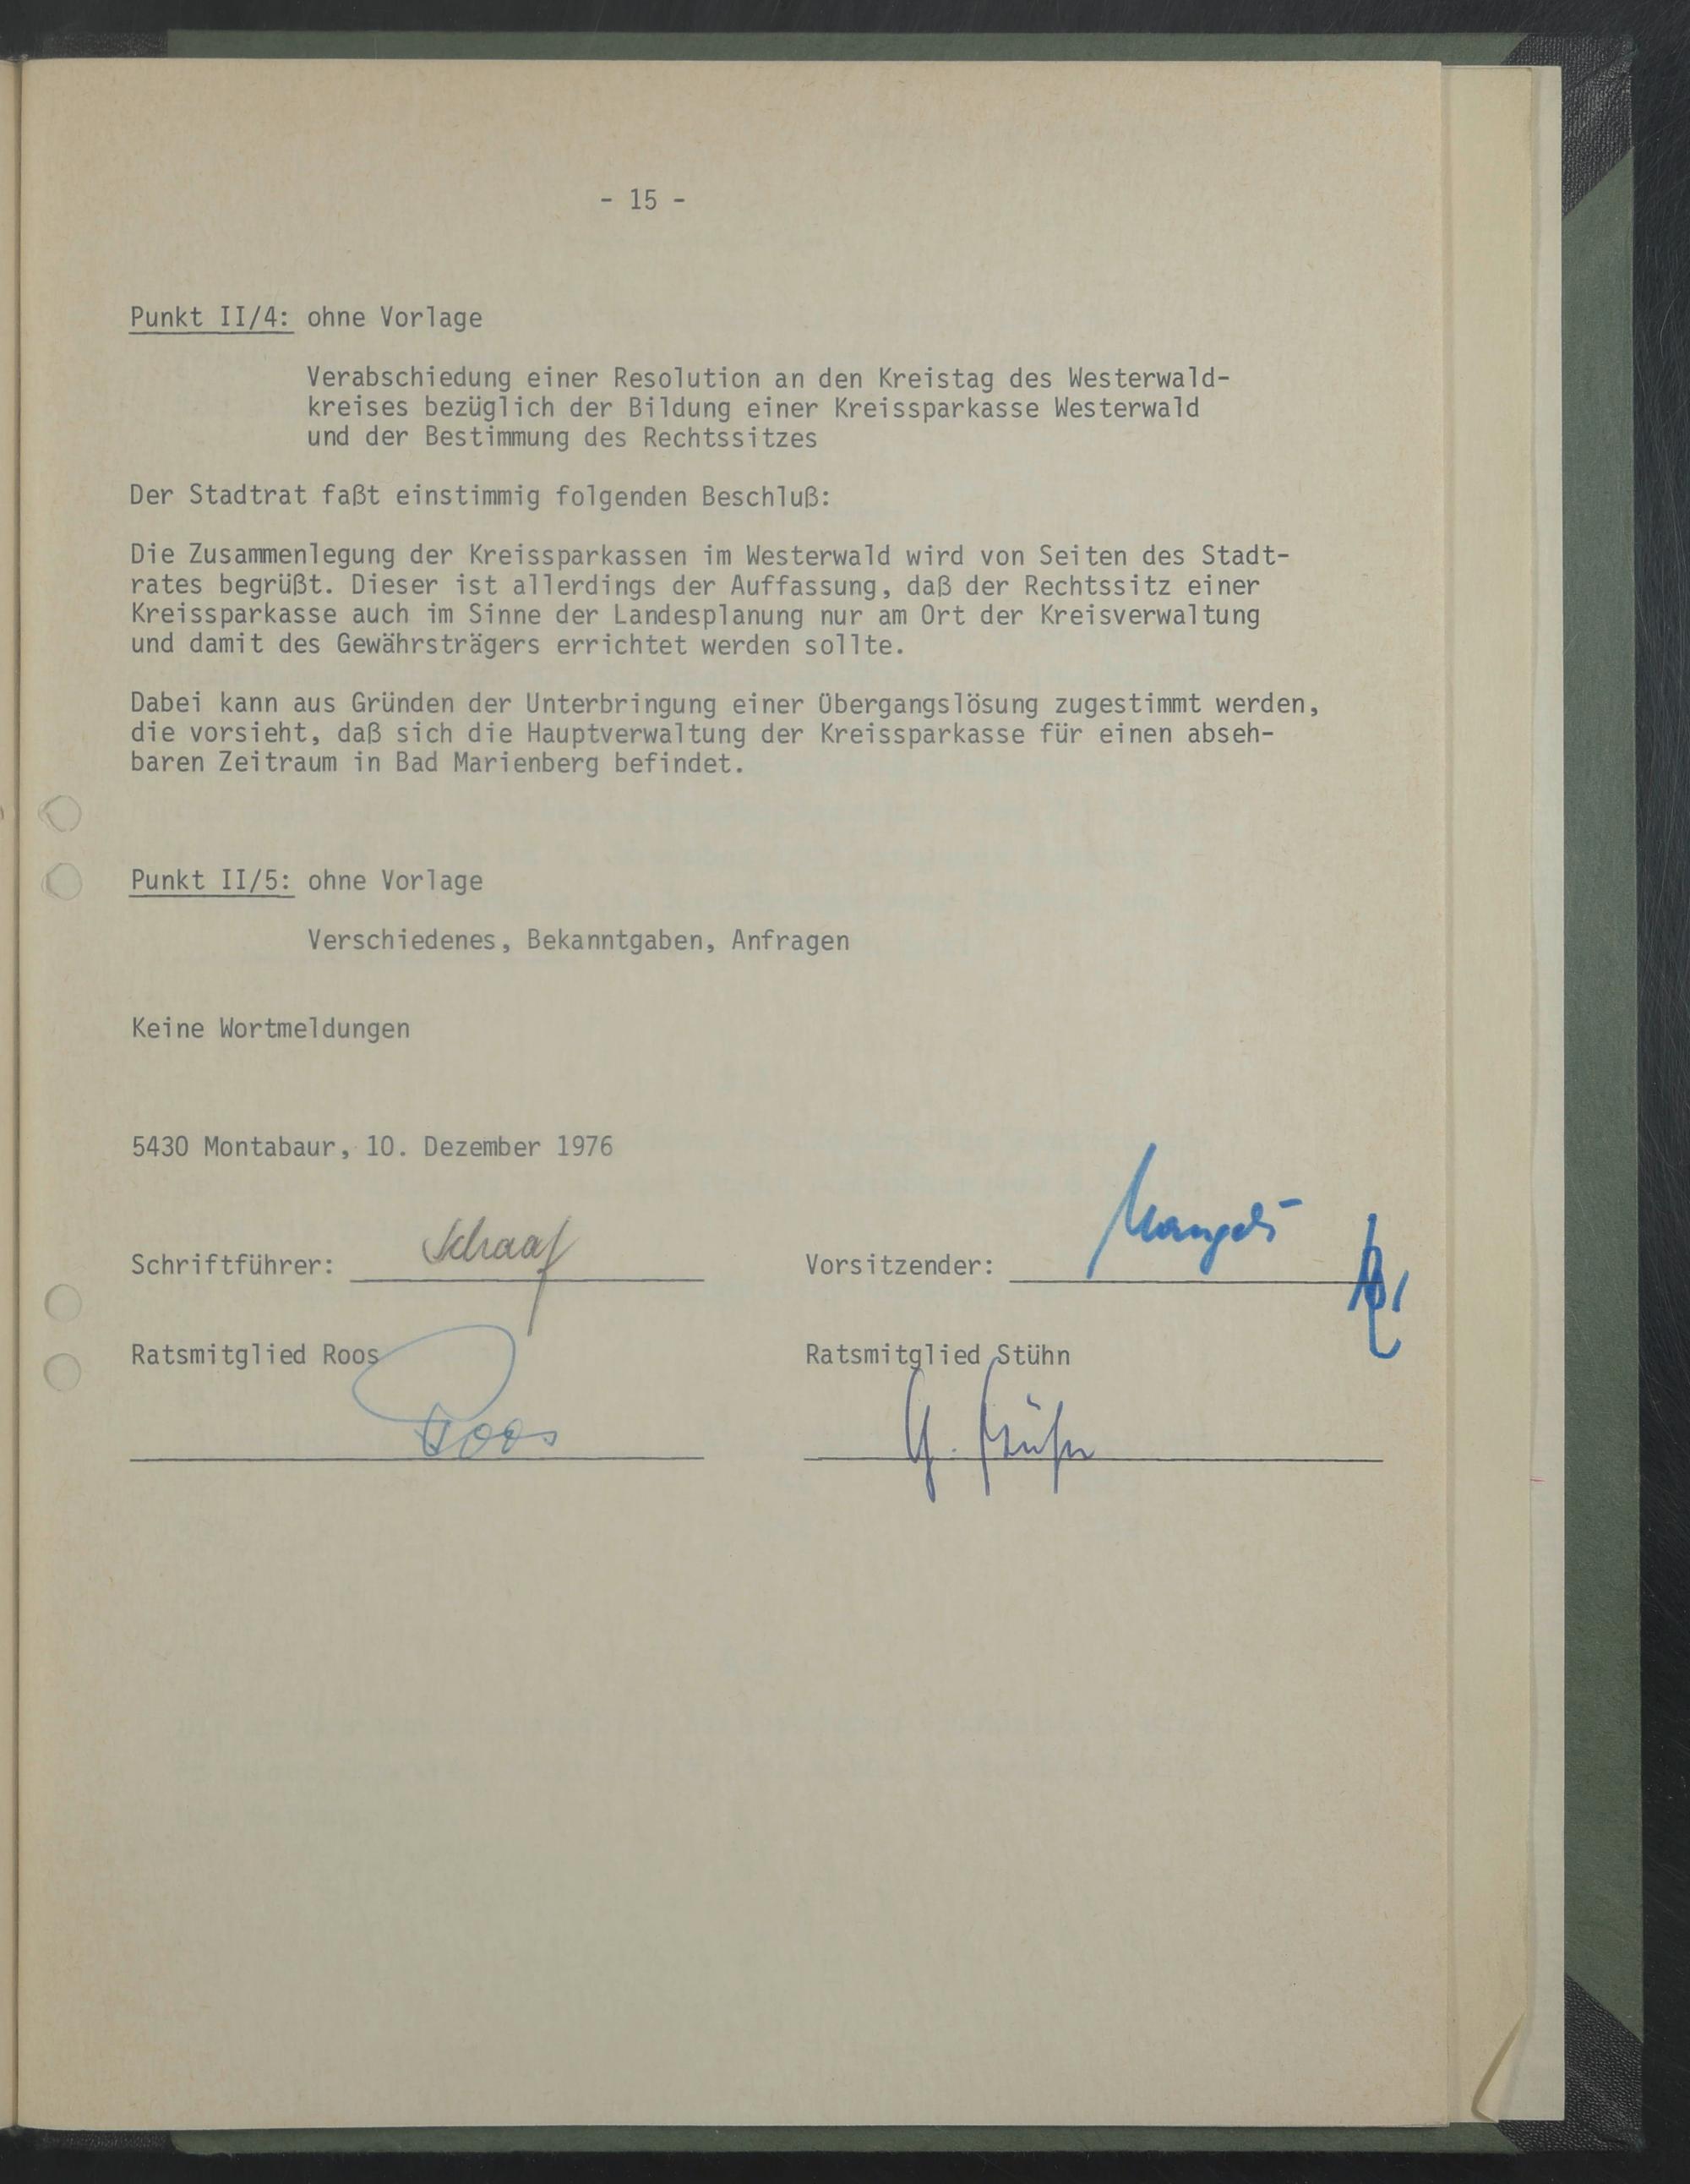 - 15 -
Punkt II/4: ohne Vorlage
Verabschiedung einer Resolution an den Kreistag des Westerwald-
kreises bezüglich der Bildung einer Kreissparkasse Westerwald
und der Bestimmung des Rechtssitzes
Der Stadtrat faßt einstimmig folgenden Beschluß:
Die Zusammenlegung der Kreissparkassen im Westerwald wird von Seiten des Stadt-
rates begrüßt. Dieser ist allerdings der Auffassung, daß der Rechtssitz einer
Kreissparkasse auch im Sinne der Landesplanung nur am Ort der Kreisverwaltung
und damit des Gewährsträgers errichtet werden sollte.
Dabei kann aus Gründen der Unterbringung einer Übergangslösung zugestimmt werden,
die vorsieht, daß sich die Hauptverwaltung der Kreissparkasse für einen abseh-
baren Zeitraum in Bad Marienberg befindet.
Punkt II/5: ohne Vorlage
Verschiedenes, Bekanntgaben, Anfragen
Keine Wortmeldungen
5430 Montabaur, 10. Dezember 1976
Schriftführer: Schaaf
Vorsitzender: Mangels
Ratsmitglied Roos
Ratsmitglied Stühn
Roos
G. Stühn